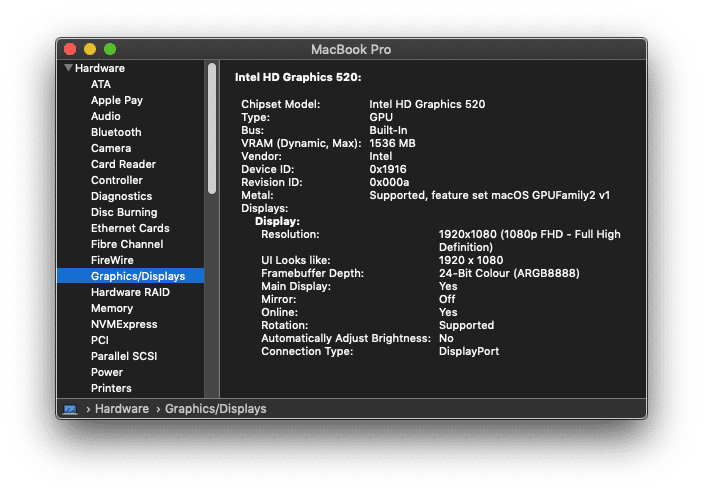 MacBook Pro
Hardware
ATA
Apple Pay
Audio
Bluetooth
Camera
Card Reader
Controller
Diagnostics
Disc Burning
Ethernet Cards
Fibre Channel
FireWire
Graphics/Displays
Hardware RAID
Memory
NVMExpress
PCI
Parallel SCSI
Power
Printers
Intel HD Graphics 520:
Chipset Model: Intel HD Graphics 520
Type: GPU
Bus: Built-In
VRAM (Dynamic, Max): 1536 MB
Vendor: Intel
Device ID: 0x1916
Revision ID: 0x000a
Metal: Supported, feature set macOS GPUFamily2 v1
Displays:
Display:
Resolution: 1920x1080 (1080p FHD - Full High
Definition)
UI Looks like: 1920 x 1080
Framebuffer Depth: 24-Bit Colour (ARGB8888)
Main Display: Yes
Mirror: Off
Online: Yes
Rotation: Supported
Automatically Adjust Brightness: No
Connection Type: DisplayPort
› Hardware › Graphics/Displays